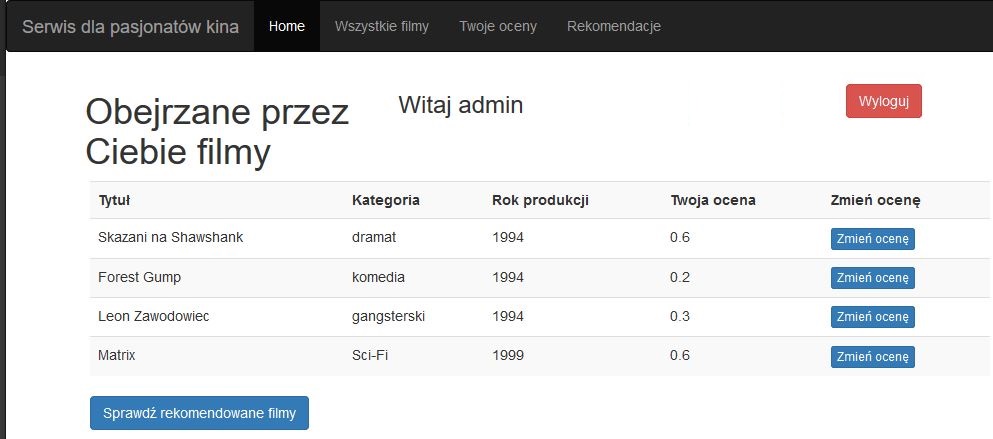 Serwis dla pasjonatów kina Home Wszystkie filmy Twoje oceny Rekomendacje
Obejrzane przez
Ciebie filmy
Witaj admin
Wyloguj
Tytuł Kategoria Rok produkcji Twoja ocena Zmień ocenę
Skazani na Shawshank dramat 1994 0.6 Zmień ocenę
Forest Gump komedia 1994 0.2 Zmień ocenę
Leon Zawodowiec gangsterski 1994 0.3 Zmień ocenę
Matrix Sci-Fi 1999 0.6 Zmień ocenę
Sprawdź rekomendowane filmy